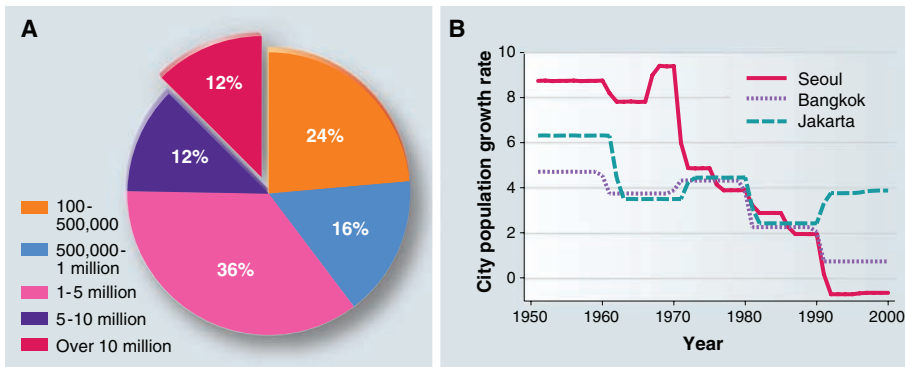 A
12%
24%
12%
16%
36%
100-
500,000
500,000-
1 million
1-5 million
5-10 million
Over 10 million
B
City population growth rate
10
8
6
4
2
0
Seoul
Bangkok
Jakarta
1950 1960 1970 1980 1990 2000
Year